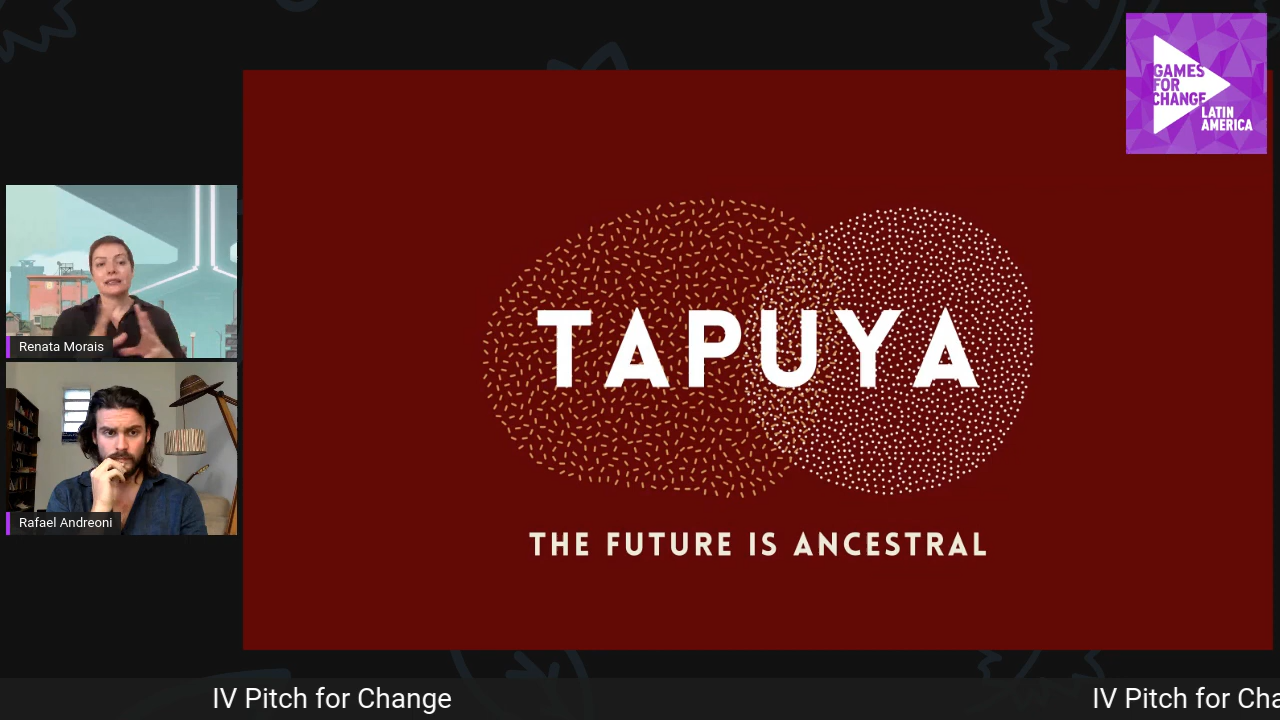 GAMES
FOR
CHANGE
LATIN
AMERICA
Renata Morais
Rafael Andreoni
TAPUYA
THE FUTURE IS ANCESTRAL
IV Pitch for Change
IV Pitch for Cha